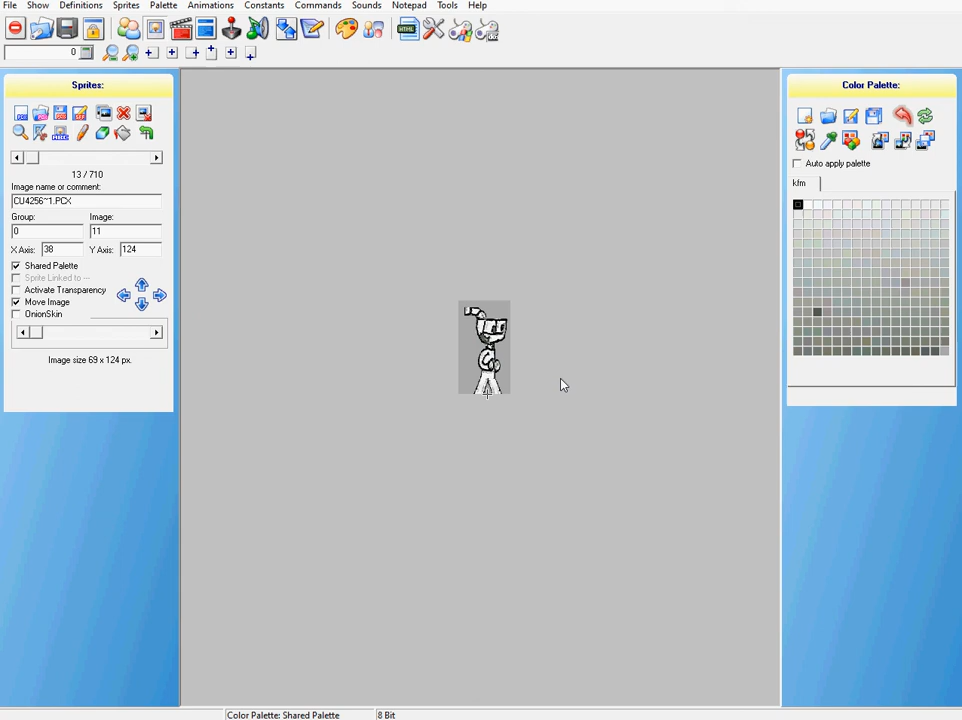 File Show Definitions Sprites Palette Animations Constants Commands Sounds Notepad Tools Help
HTML
0
Sprites:
13 / 710
Image name or comment:
CU4256~1.PCX
Group: Image:
0 11
X Axis: 38 Y Axis: 124
Shared Palette
Sprite Linked to --
Activate Transparency
Move Image
OnionSkin
Image size 69 x 124 px.
Color Palette:
Auto apply palette
kfm
Color Palette: Shared Palette 8 Bit